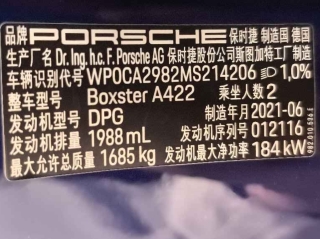 品牌 PORSCHE 保时捷 制造国 德国
生产厂名 Dr. Ing. h.c. F. Porsche AG 保时捷股份公司斯图加特工厂制造
车辆识别代号 WP0CA2982MS214206 1,0%
整车型号 Boxster A422 乘坐人数 2
发动机型号 DPG 制造年月 2021-06
发动机排量 1988 mL 发动机序列号 012116
最大允许总质量 1685 kg 发动机最大净功率 184 kW